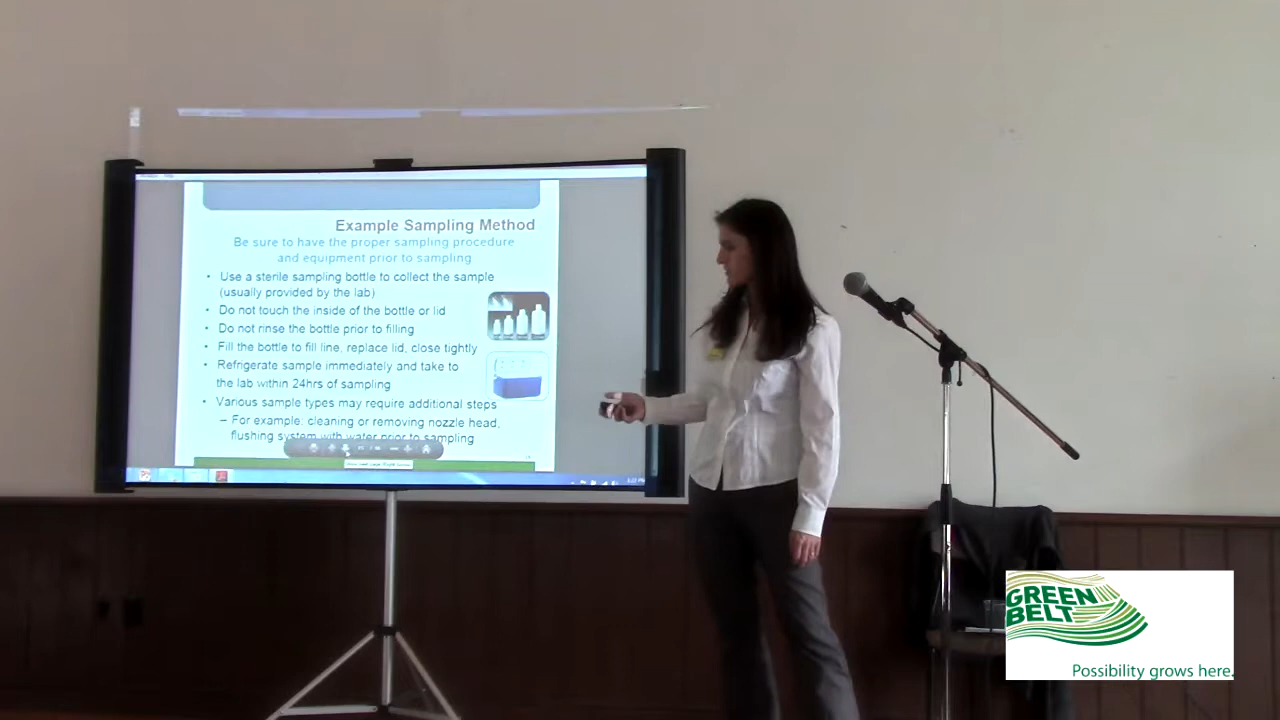 Example Sampling Method
Be sure to have the proper sampling procedure
and equipment prior to sampling
• Use a sterile sampling bottle to collect the sample
(usually provided by the lab)
• Do not touch the inside of the bottle or lid
• Do not rinse the bottle prior to filling
• Fill the bottle to fill line, replace lid, close tightly
• Refrigerate sample immediately and take to
the lab within 24hrs of sampling
• Various sample types may require additional steps
– For example: cleaning or removing nozzle head,
flushing system with water prior to sampling
GREEN
BELT
Possibility grows here.